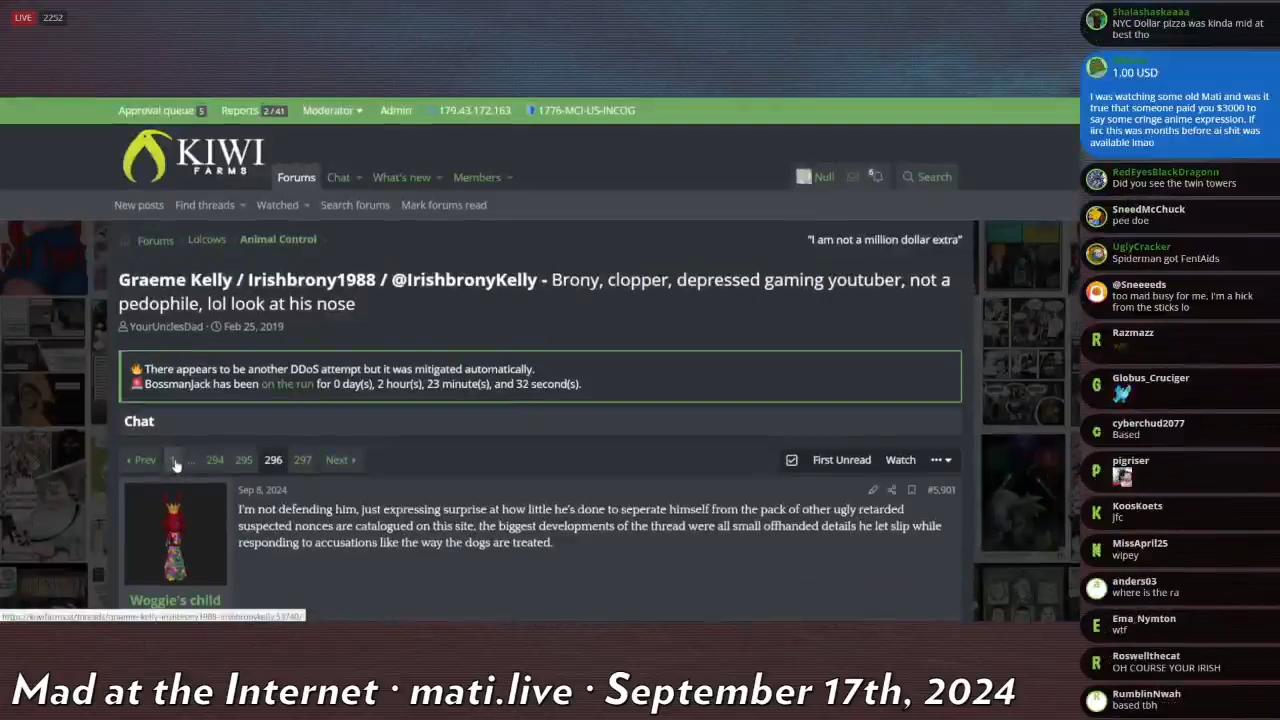 LIVE 2252
Approval queue 5 Reports 2 / 41 Moderator Admin 179.43.172.163 1776-MCI-US-INCOG
KIWI
FARMS
Forums Chat What's new Members Null 6 Search
New posts Find threads Watched Search forums Mark forums read
Forums Lolcows Animal Control "I am not a million dollar extra"
Graeme Kelly / Irishbrony1988 / @IrishbronyKelly - Brony, clopper, depressed gaming youtuber, not a
pedophile, lol look at his nose
YourUnclesDad · Feb 25, 2019
There appears to be another DDoS attempt but it was mitigated automatically.
BossmanJack has been on the run for 0 day(s), 2 hour(s), 23 minute(s), and 32 second(s).
Chat
Prev 1 ... 294 295 296 297 Next First Unread Watch
Sep 8, 2024 #5,901
I'm not defending him, just expressing surprise at how little he's done to seperate himself from the pack of other ugly retarded
suspected nonces are catalogued on this site, the biggest developments of the thread were all small offhanded details he let slip while
responding to accusations like the way the dogs are treated.
Woggie's child
Mad at the Internet · mati.live · September 17th, 2024
Shalashaskaaaa
NYC Dollar pizza was kinda mid at
best tho
1.00 USD
I was watching some old Mati and was it
true that someone paid you $3000 to
say some cringe anime expression. If
iirc this was months before ai shit was
available lmao
RedEyesBlackDragonn
Did you see the twin towers
SneedMcChuck
pee doe
UglyCracker
Spiderman got FentAids
@Sneeeeds
too mad busy for me, I'm a hick
from the sticks lo
R Razmazz
G Globus_Cruciger
G cyberchud2077
Based
P pigriser
K KoosKoets
Jfc
MissApril25
wipey
anders03
where is the ra
E Ema_Nymton
wtf
R Roswellthecat
OH COURSE YOUR IRISH
R RumblinNwah
based tbh